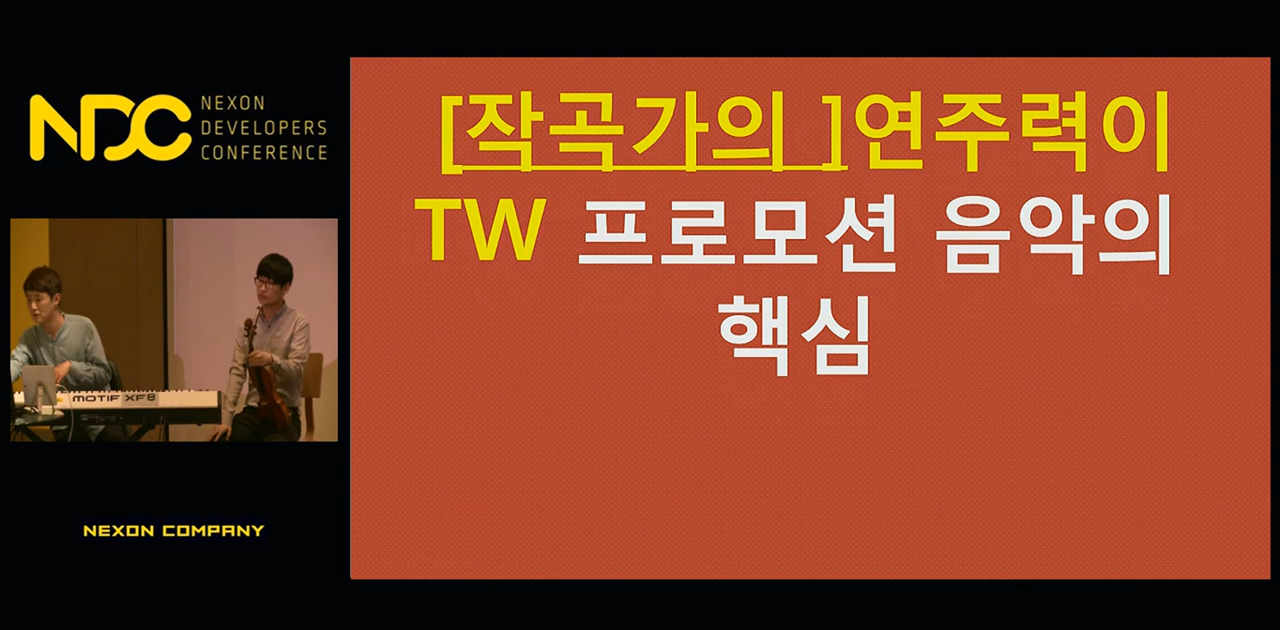 NDC
NEXON
DEVELOPERS
CONFERENCE
[작곡가의 ]연주력이
TW 프로모션 음악의
핵심
MOTIF XF8
NEXON COMPANY